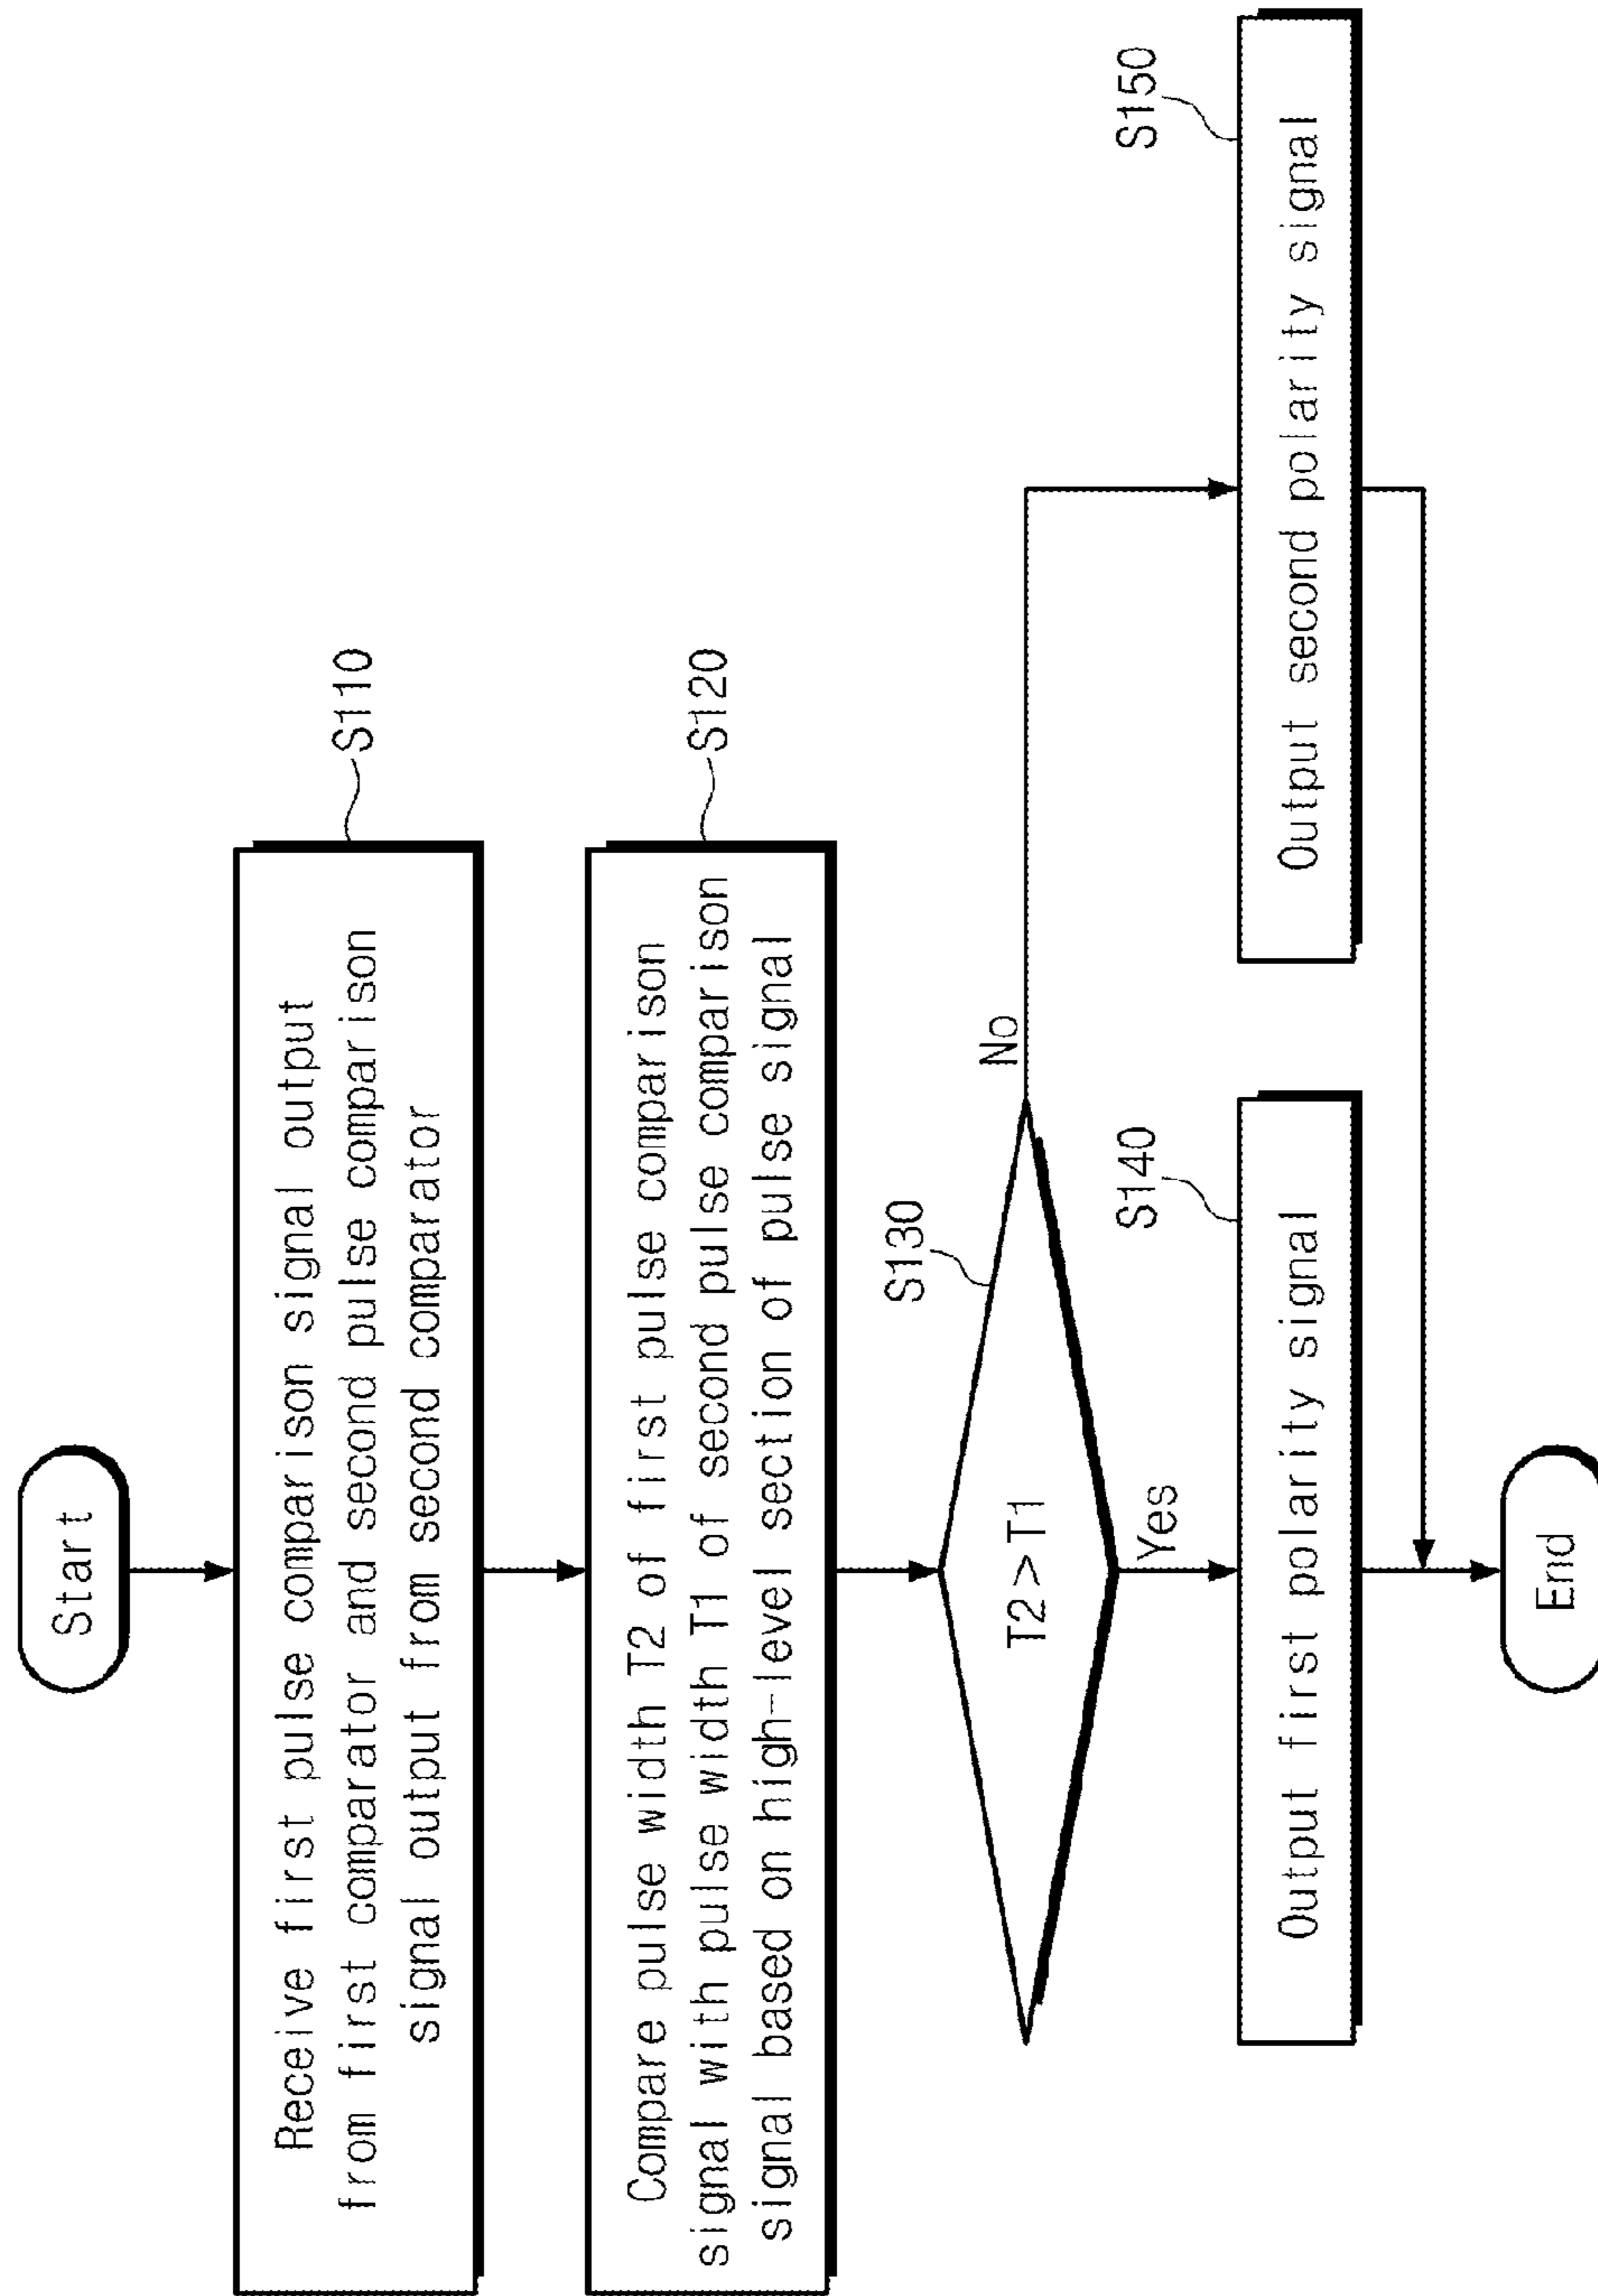 Start
Receive first pulse comparison signal output
from first comparator and second pulse comparison
signal output from second comparator
S110
Compare pulse width T2 of first pulse comparison
signal with pulse width T1 of second pulse comparison
signal based on high-level section of pulse signal
S120
S130
T2>T1
No
Yes
S140
Output first polarity signal
S150
Output second polarity signal
End